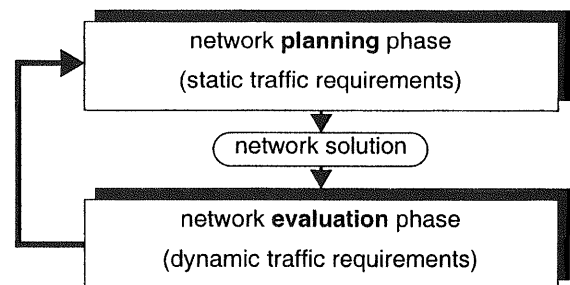 network planning phase
(static traffic requirements)
network solution
network evaluation phase
(dynamic traffic requirements)